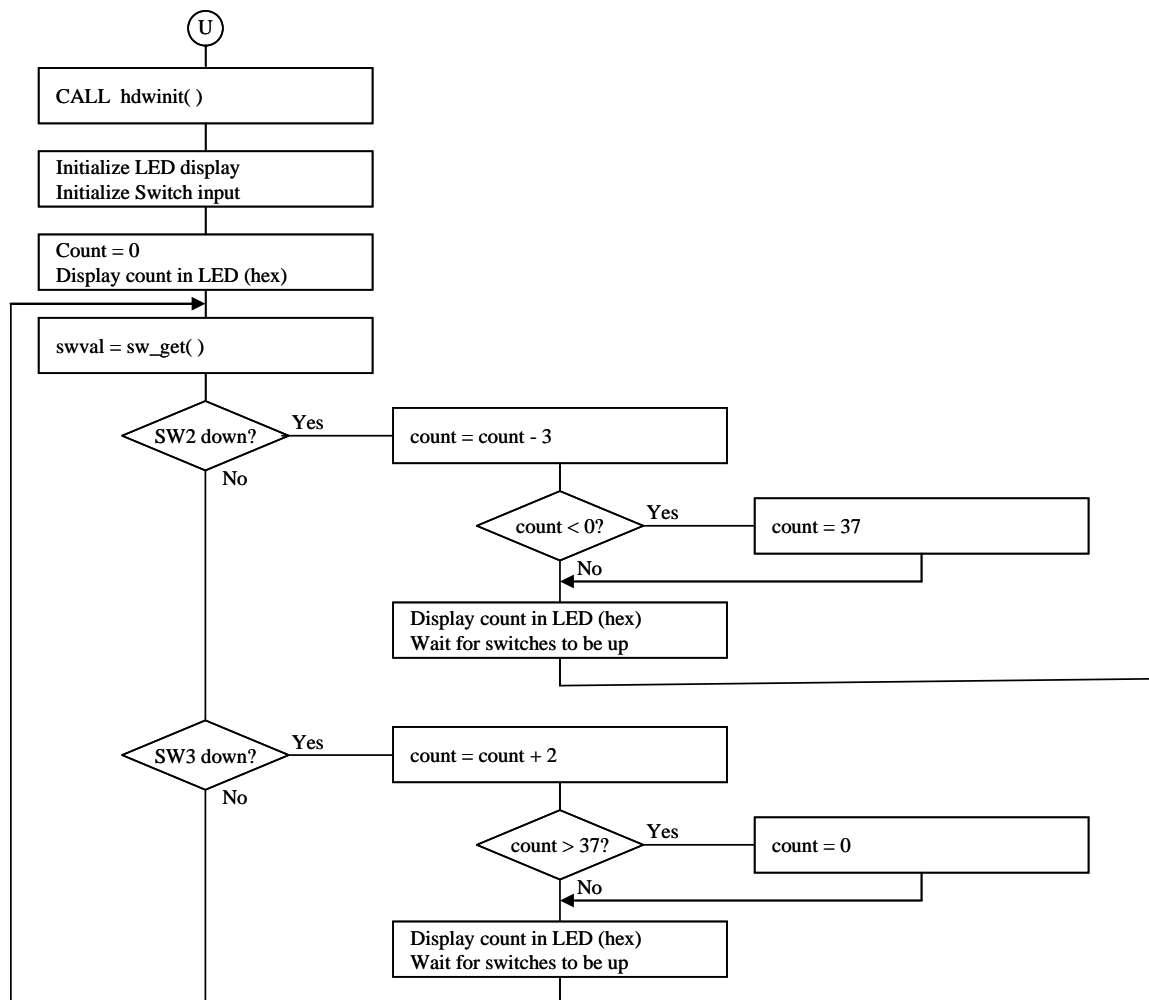 U
CALL hdwinit( )
Initialize LED display
Initialize Switch input
Count = 0
Display count in LED (hex)
swval = sw_get( )
SW2 down?
Yes
count = count - 3
No
count < 0?
Yes
count = 37
No
Display count in LED (hex)
Wait for switches to be up
SW3 down?
Yes
count = count + 2
No
count > 37?
Yes
count = 0
No
Display count in LED (hex)
Wait for switches to be up